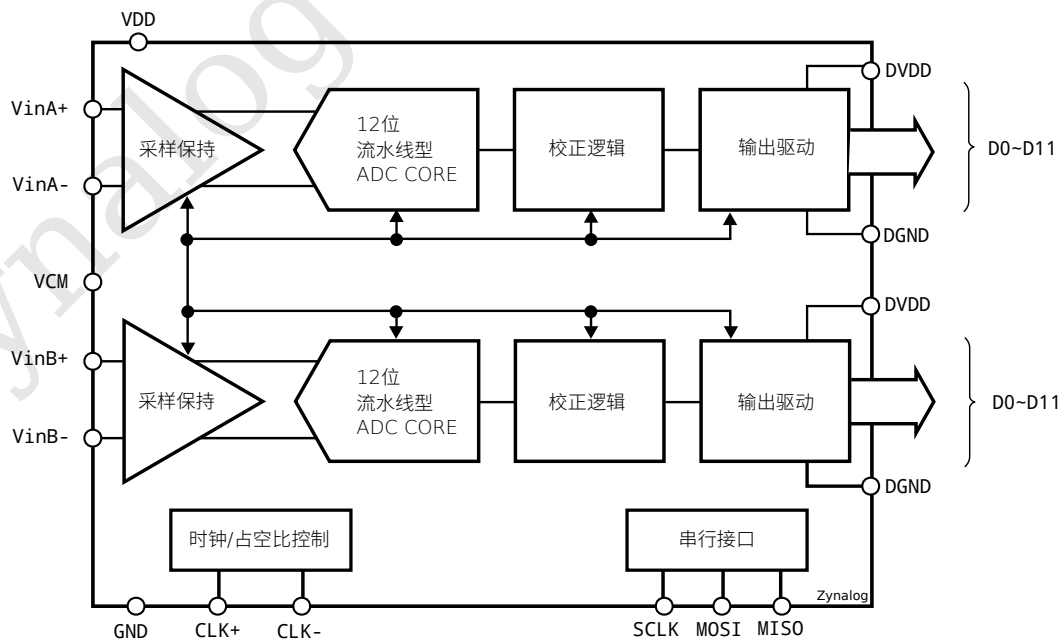 VDD
DVDD
VinA+
采样保持
12位
流水线型
ADC CORE
校正逻辑
输出驱动
D0~D11
VinA-
DGND
VCM
DVDD
VinB+
采样保持
12位
流水线型
ADC CORE
校正逻辑
输出驱动
D0~D11
VinB-
DGND
时钟/占空比控制
串行接口
Zynalog
GND
CLK+
CLK-
SCLK
MOSI
MISO
ynalog